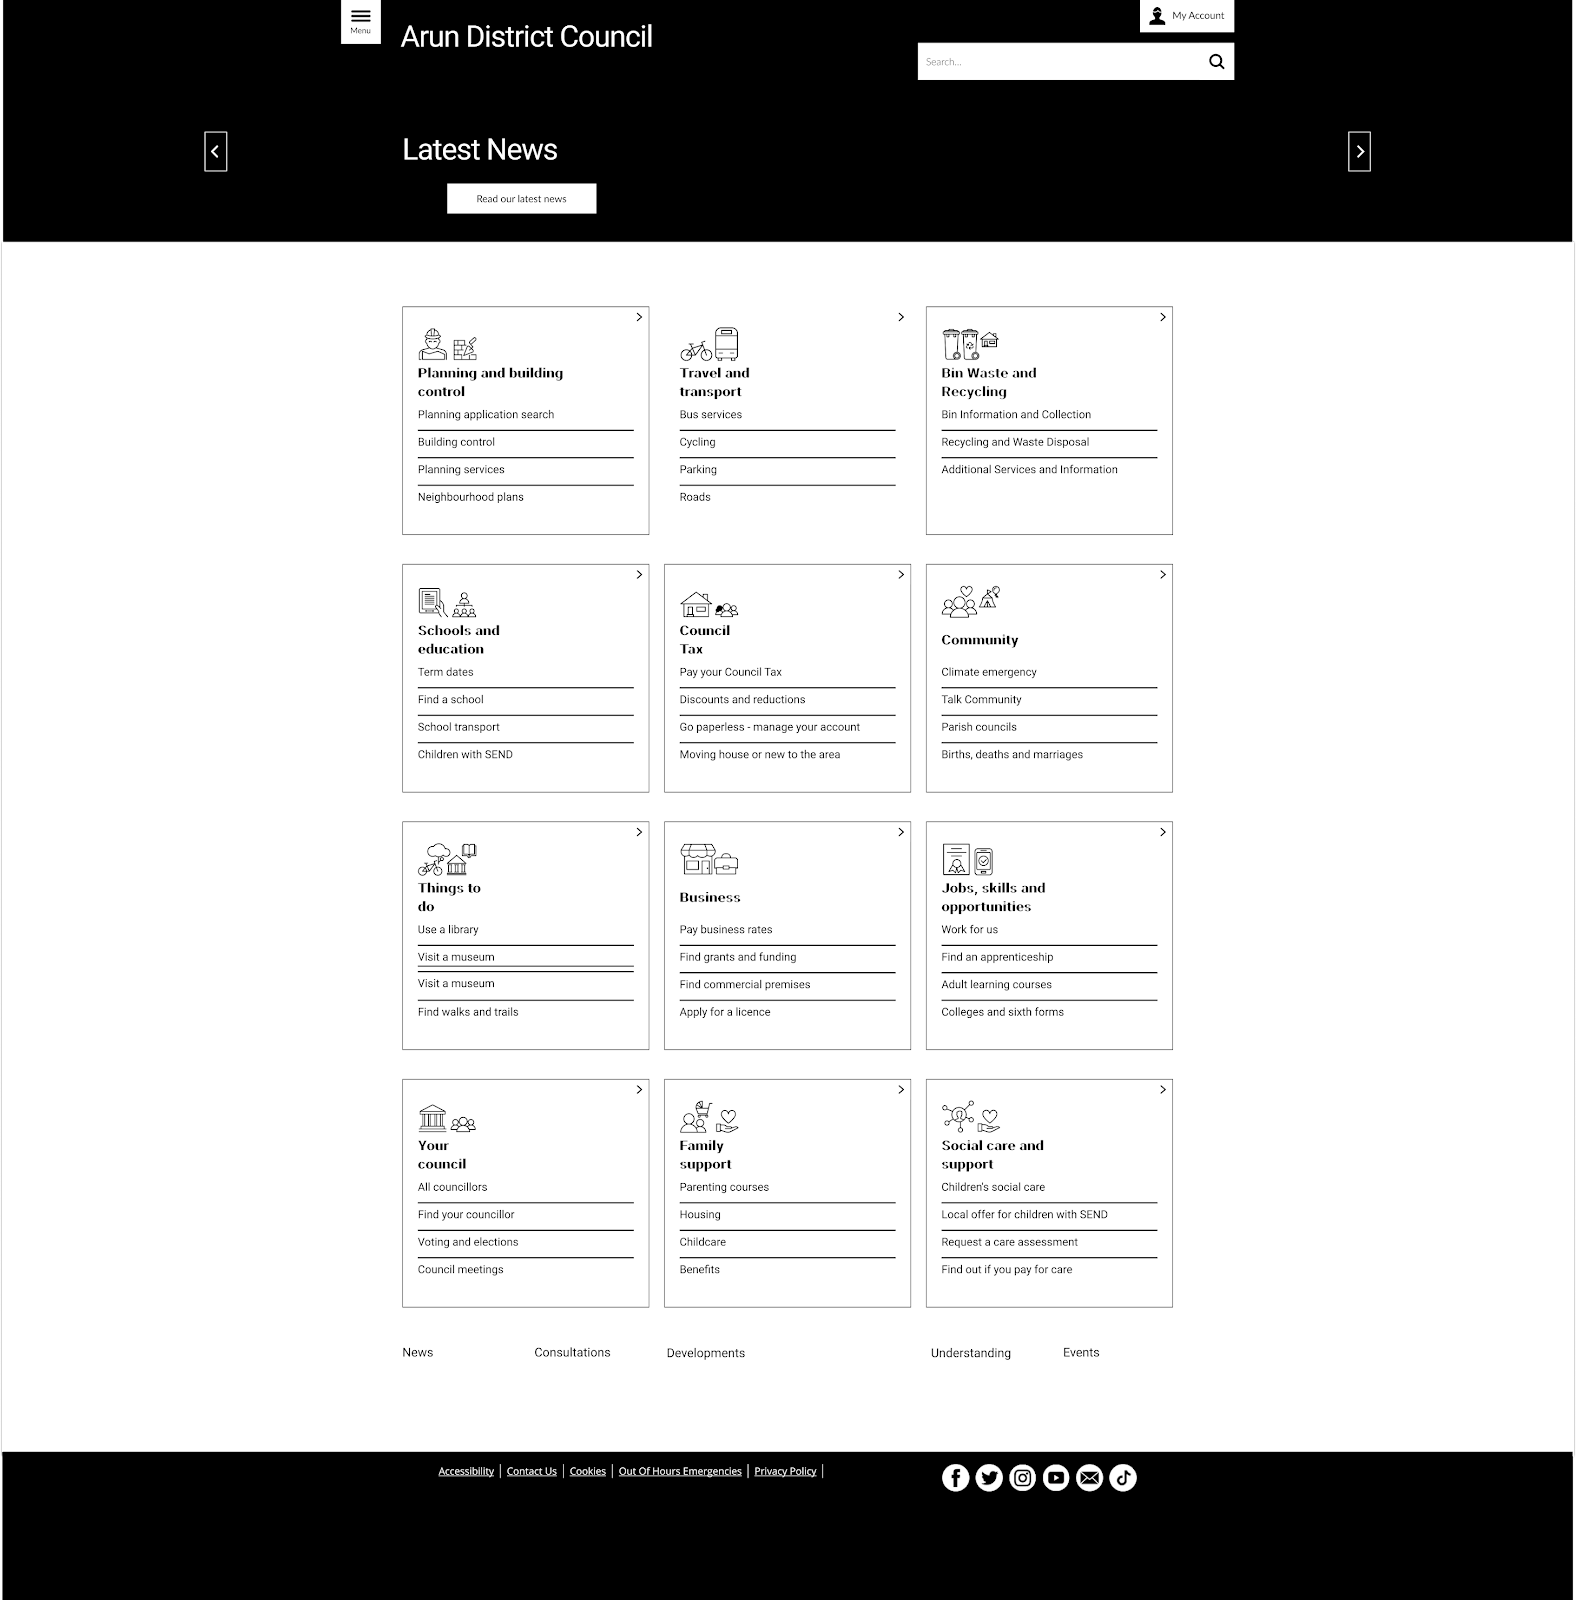 Menu
Arun District Council
My Account
Search...
Latest News
Read our latest news
Planning and building
control
Planning application search
Building control
Planning services
Neighbourhood plans
Travel and
transport
Bus services
Cycling
Parking
Roads
Bin Waste and
Recycling
Bin Information and Collection
Recycling and Waste Disposal
Additional Services and Information
Schools and
education
Term dates
Find a school
School transport
Children with SEND
Council
Tax
Pay your Council Tax
Discounts and reductions
Go paperless - manage your account
Moving house or new to the area
Community
Climate emergency
Talk Community
Parish councils
Births, deaths and marriages
Things to
do
Use a library
Visit a museum
Visit a museum
Find walks and trails
Business
Pay business rates
Find grants and funding
Find commercial premises
Apply for a licence
Jobs, skills and
opportunities
Work for us
Find an apprenticeship
Adult learning courses
Colleges and sixth forms
Your
council
All councillors
Find your councillor
Voting and elections
Council meetings
Family
support
Parenting courses
Housing
Childcare
Benefits
Social care and
support
Children's social care
Local offer for children with SEND
Request a care assessment
Find out if you pay for care
News Consultations Developments Understanding Events
Accessibility | Contact Us | Cookies | Out Of Hours Emergencies | Privacy Policy |